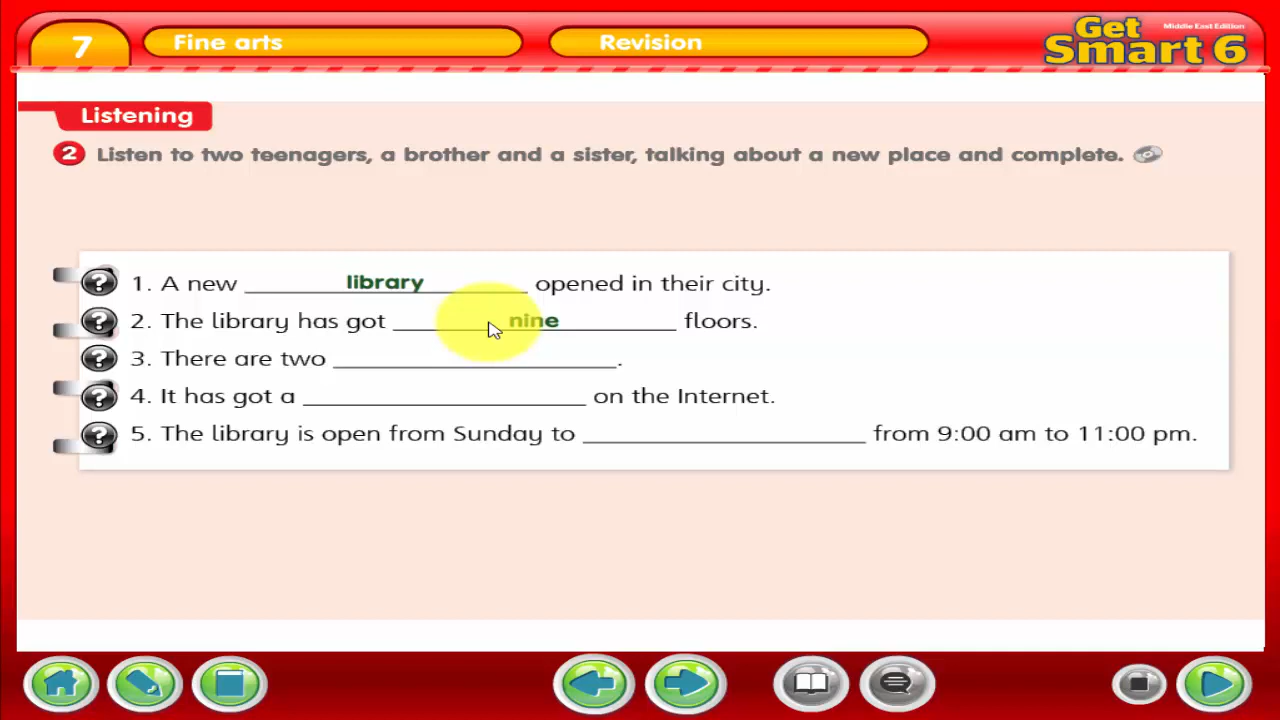 7
Fine arts
Revision
Middle East Edition
Get
Smart 6
Listening
2 Listen to two teenagers, a brother and a sister, talking about a new place and complete.
? 1. A new library opened in their city.
? 2. The library has got nine floors.
? 3. There are two ____________.
? 4. It has got a ____________ on the Internet.
? 5. The library is open from Sunday to ____________ from 9:00 am to 11:00 pm.